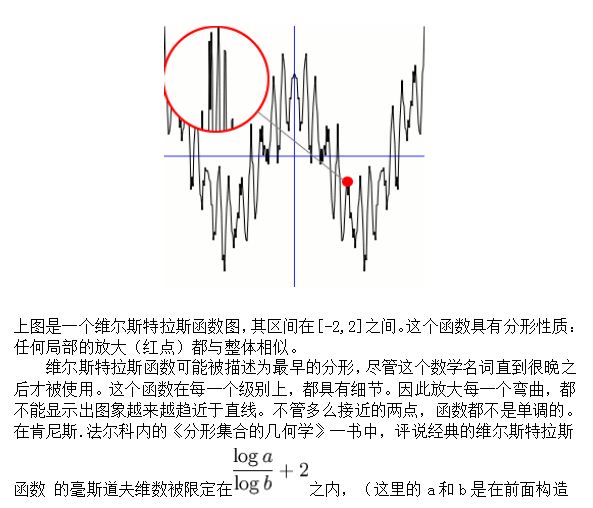 上图是一个维尔斯特拉斯函数图，其区间在[-2,2]之间。这个函数具有分形性质：
任何局部的放大（红点）都与整体相似。
维尔斯特拉斯函数可能被描述为最早的分形，尽管这个数学名词直到很晚之
后才被使用。这个函数在每一个级别上，都具有细节。因此放大每一个弯曲，都
不能显示出图象越来越趋近于直线。不管多么接近的两点，函数都不是单调的。
在肯尼斯.法尔科内的《分形集合的几何学》一书中，评说经典的维尔斯特拉斯
函数 的毫斯道夫维数被限定在 log a / log b + 2 之内，（这里的 a 和 b 是在前面构造